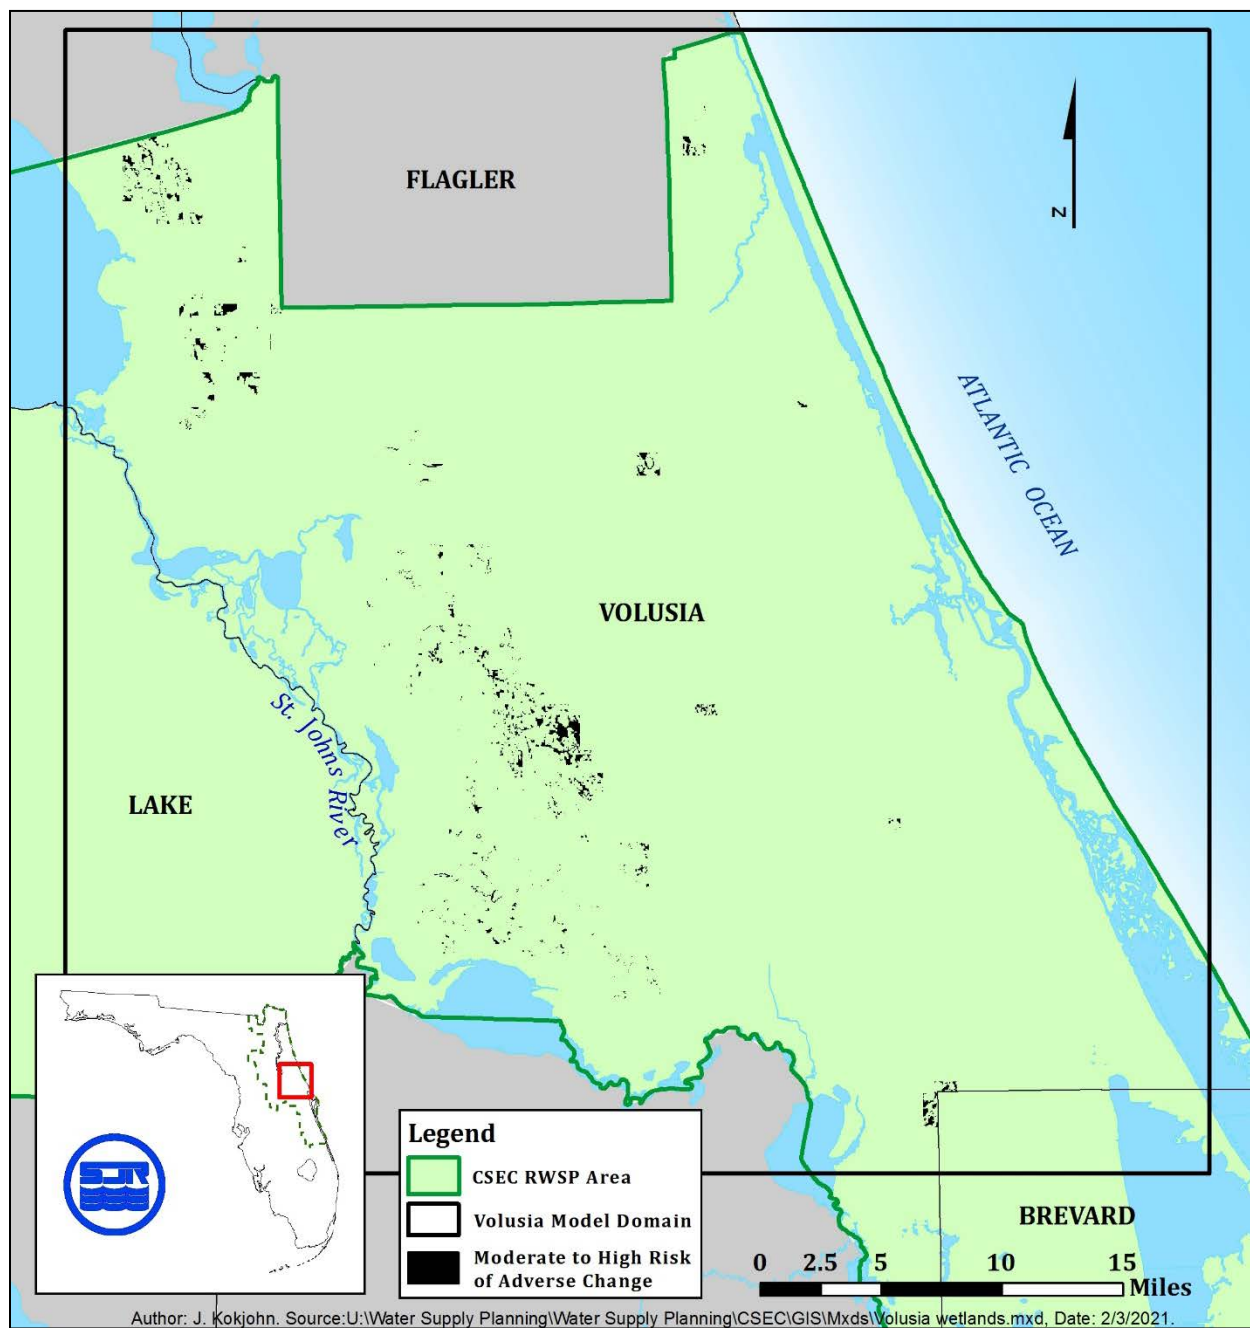 FLAGLER
N
ATLANTIC OCEAN
VOLUSIA
St. Johns River
LAKE
SJR
Legend
CSEC RWSP Area
Volusia Model Domain
Moderate to High Risk
of Adverse Change
BREVARD
0 2.5 5 10 15
Miles
Author: J. Kokjohn. Source:U:\Water Supply Planning\Water Supply Planning\CSEC\GIS\Mxds\Volusia wetlands.mxd, Date: 2/3/2021.